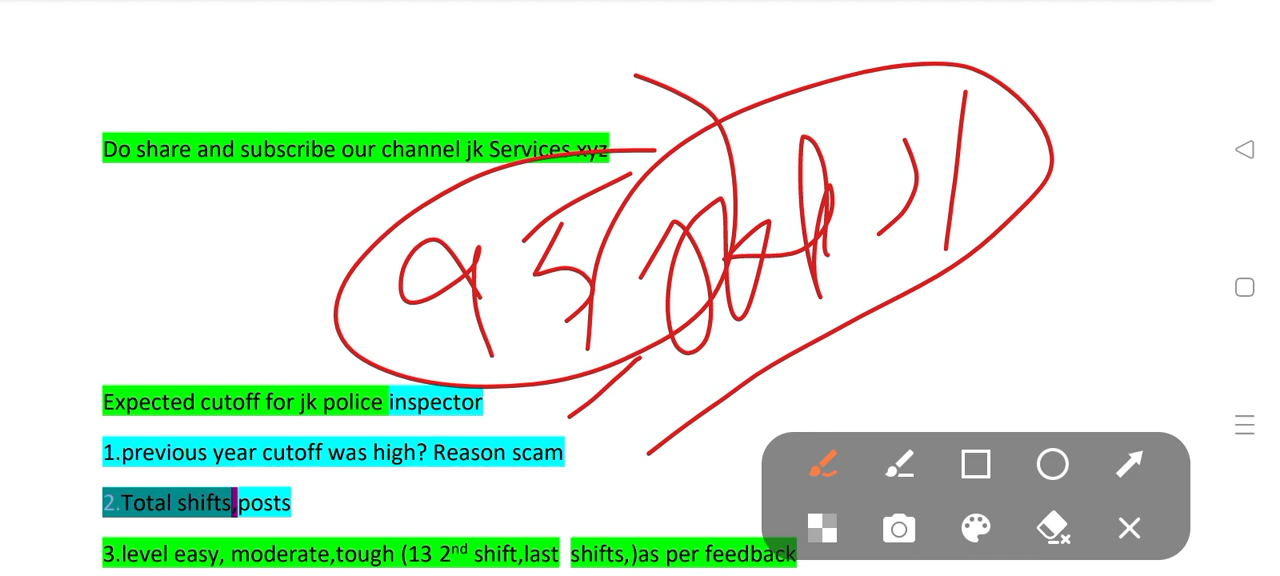 Do share and subscribe our channel jk Services xyz
Expected cutoff for jk police inspector
1.previous year cutoff was high? Reason scam
2.Total shifts,posts
3.level easy, moderate,tough (13 2nd shift,last shifts,)as per feedback